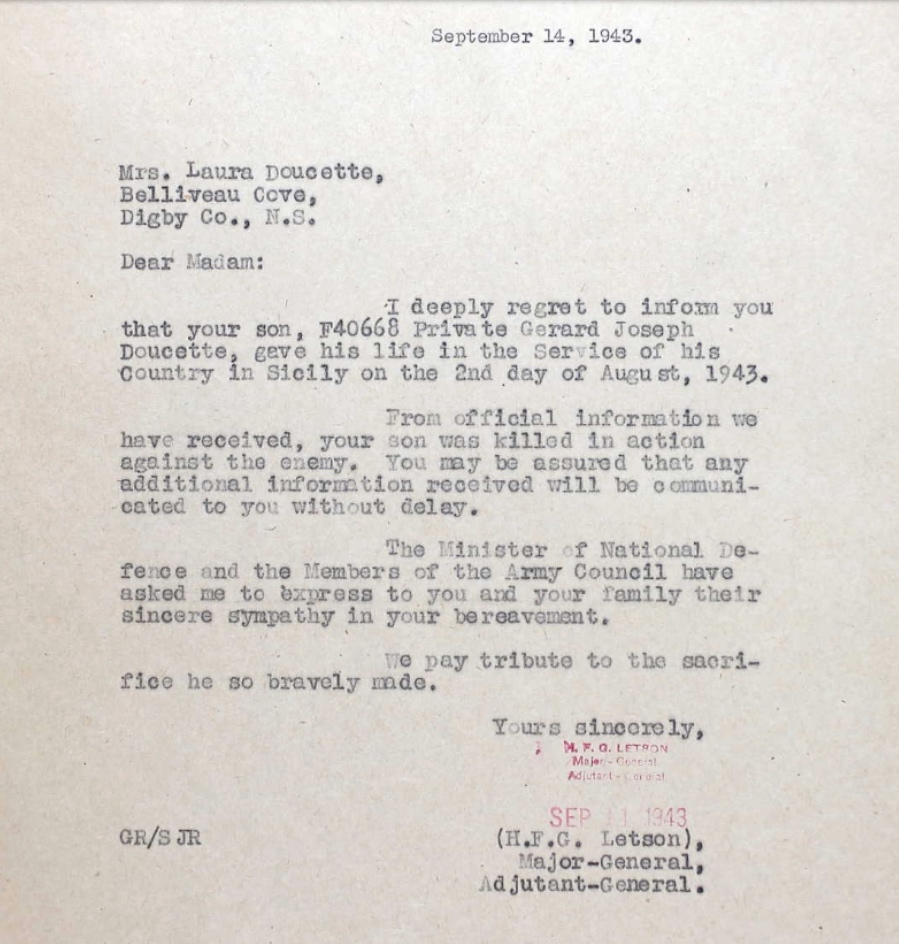 September 14, 1943.
Mrs. Laura Doucette,
Belliveau Cove,
Digby Co., N.S.
Dear Madam:
I deeply regret to inform you
that your son, F40668 Private Gerard Joseph
Doucette, gave his life in the Service of his
Country in Sicily on the 2nd day of August, 1943.
From official information we
have received, your son was killed in action
against the enemy. You may be assured that any
additional information received will be communi-
cated to you without delay.
The Minister of National De-
fence and the Members of the Army Council have
asked me to express to you and your family their
sincere sympathy in your bereavement.
We pay tribute to the sacri-
fice he so bravely made.
Yours sincerely,
H. F. G. LETSON
Major-General
Adjutant-General
SEP 1943
GR/SJR
(H.F.G. Letson),
Major-General,
Adjutant-General.